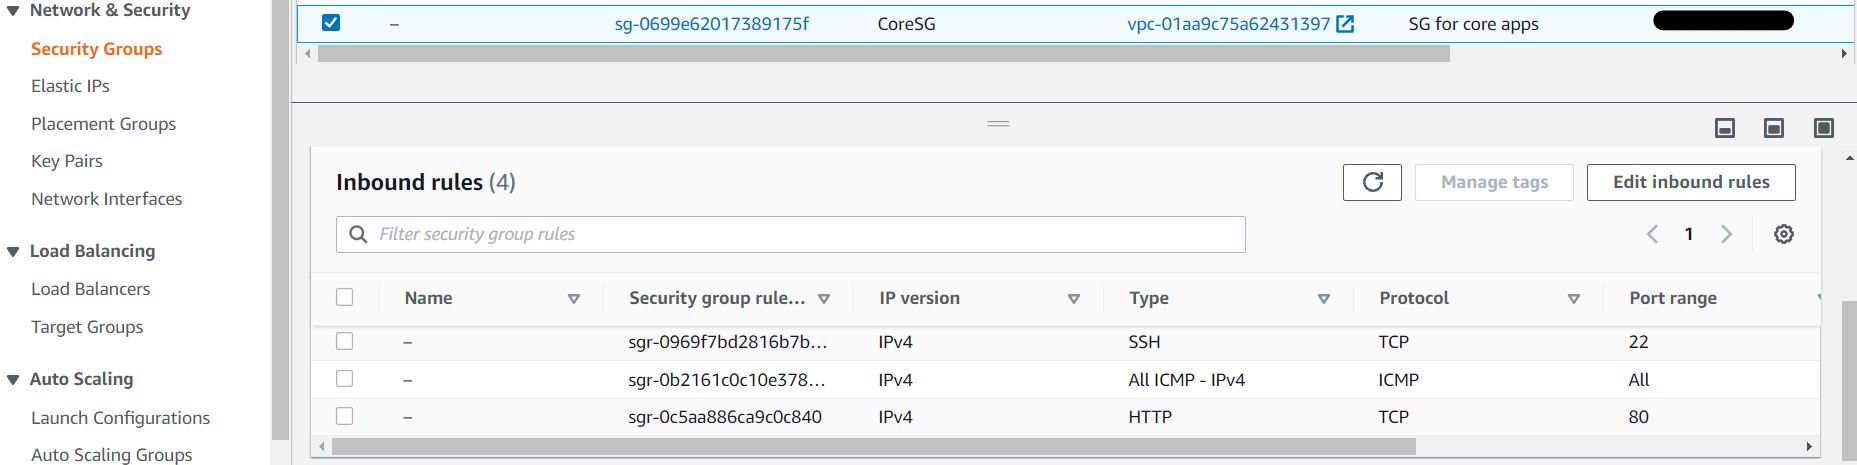 Network & Security
Security Groups
Elastic IPs
Placement Groups
Key Pairs
Network Interfaces
Load Balancing
Load Balancers
Target Groups
Auto Scaling
Launch Configurations
Auto Scaling Groups
– sg-0699e62017389175f CoreSG vpc-01aa9c75a62431397 SG for core apps
Inbound rules (4)
Manage tags
Edit inbound rules
Filter security group rules
1
Name Security group rule... IP version Type Protocol Port range
– sgr-0969f7bd2816b7b... IPv4 SSH TCP 22
– sgr-0b2161c0c10e378... IPv4 All ICMP - IPv4 ICMP All
– sgr-0c5aa886ca9c0c840 IPv4 HTTP TCP 80